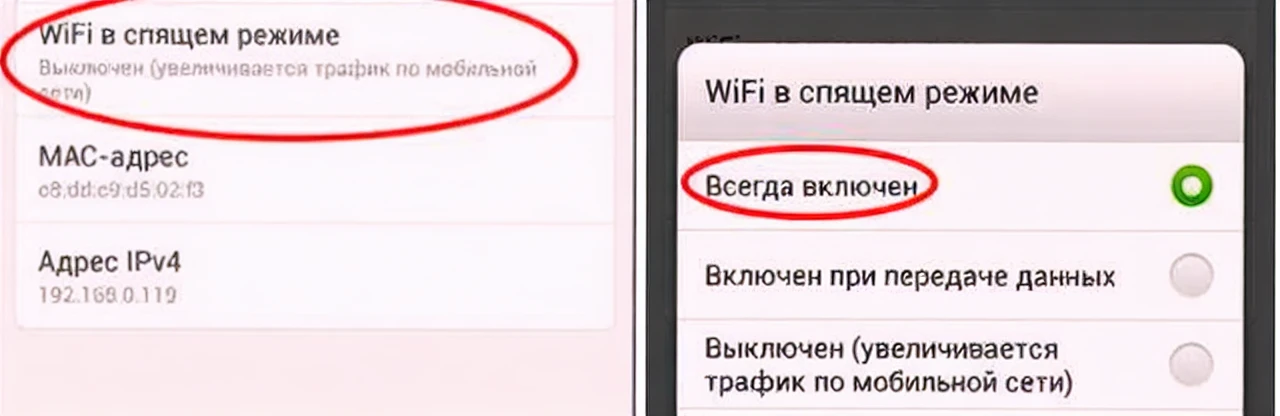 WiFi в спящем режиме
Выключен (увеличивается трафик по мобильной
сети)
MAC-адрес
c8:dd:c9:d5:02:f3
Адрес IPv4
192.168.0.119
WiFi в спящем режиме
Всегда включен
Включен при передаче данных
Выключен (увеличивается
трафик по мобильной сети)